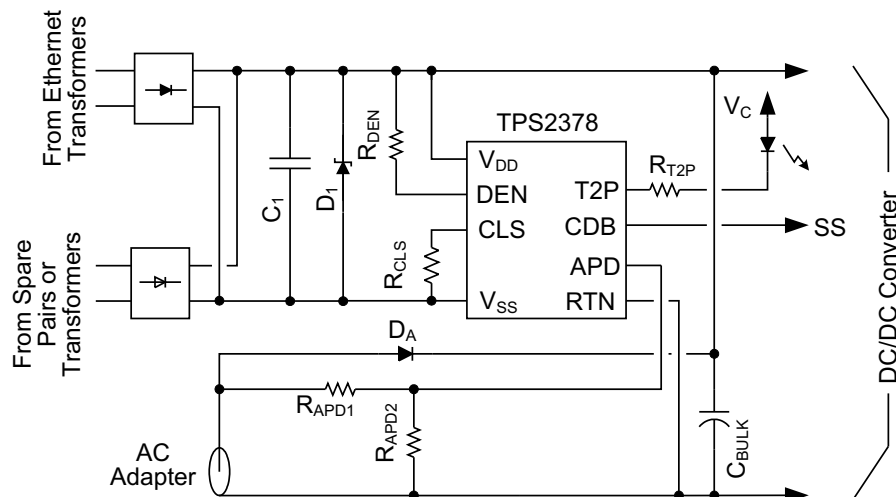 From Ethernet
Transformers
From Spare
Pairs or
Transformers
C1
D1
RDEN
RCLS
TPS2378
VDD
DEN
CLS
VSS
T2P
CDB
APD
RTN
RT2P
VC
SS
DA
RAPD1
RAPD2
CBULK
AC
Adapter
DC/DC Converter